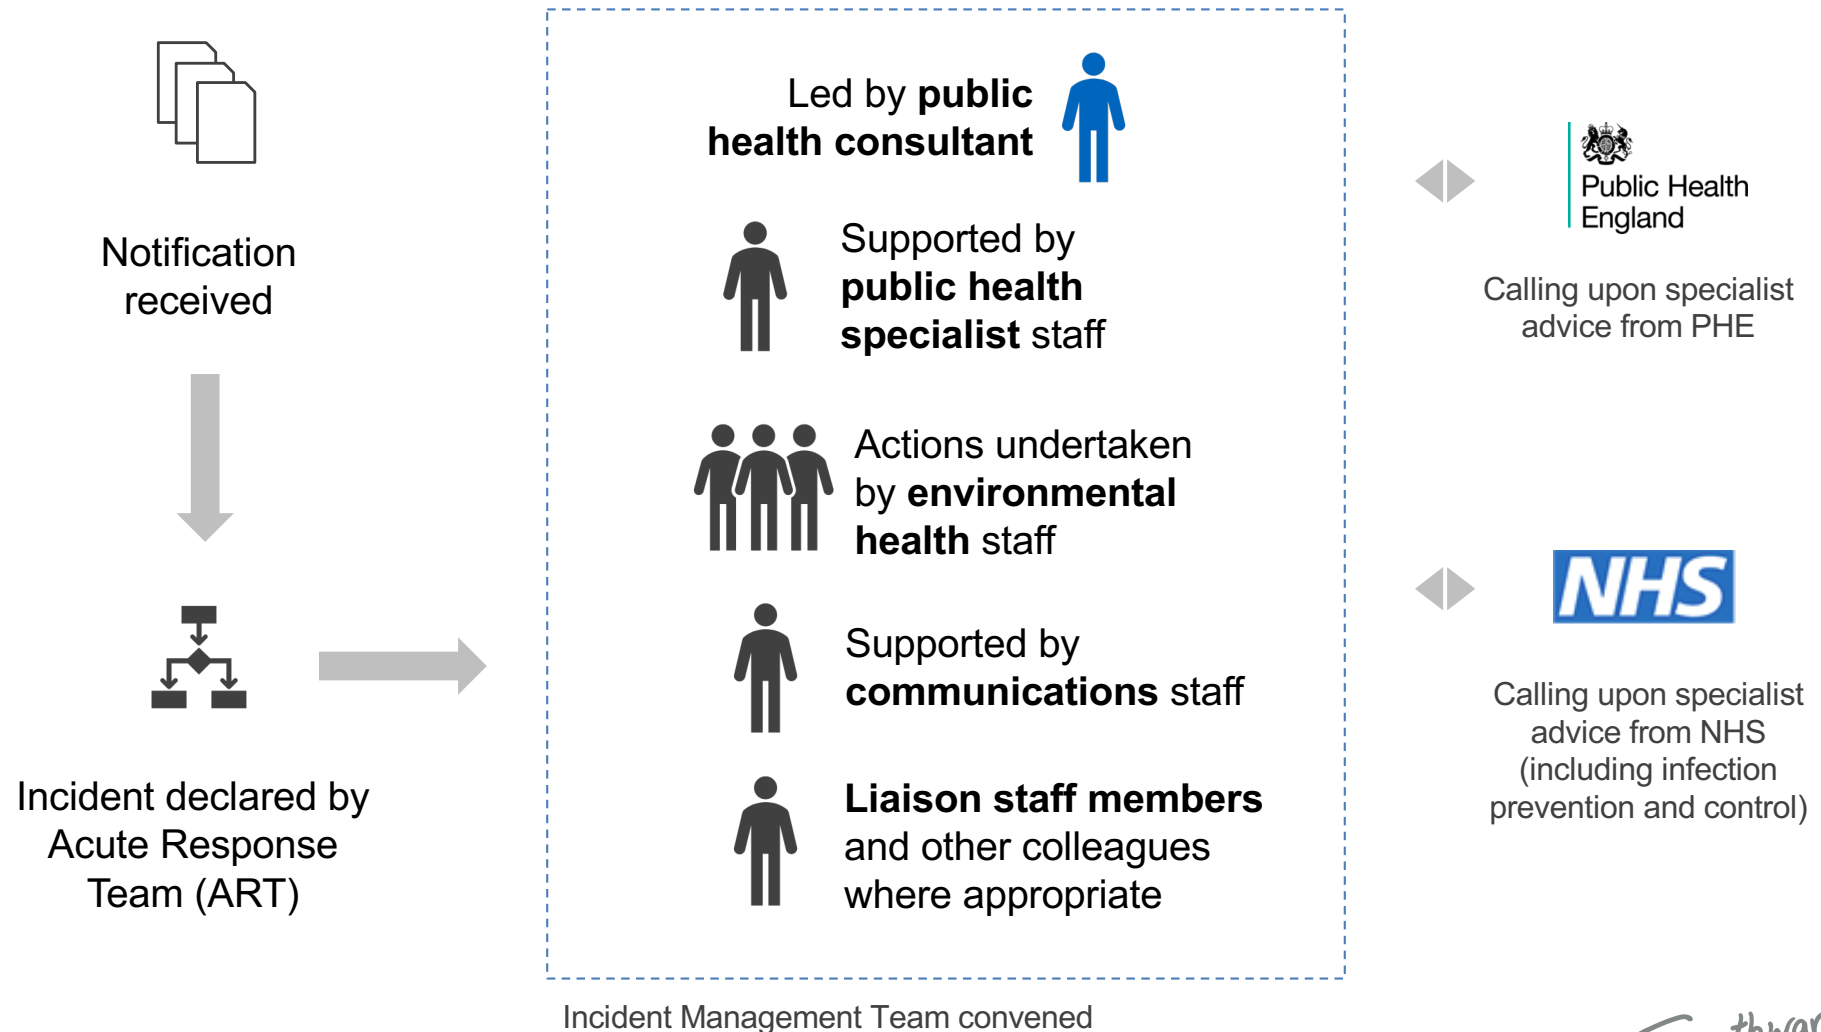 Notification
received
Incident declared by
Acute Response
Team (ART)
Led by public
health consultant
Supported by
public health
specialist staff
Actions undertaken
by environmental
health staff
Supported by
communications staff
Liaison staff members
and other colleagues
where appropriate
Incident Management Team convened
Public Health
England
Calling upon specialist
advice from PHE
NHS
Calling upon specialist
advice from NHS
(including infection
prevention and control)